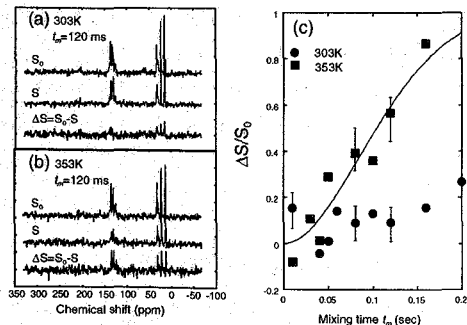 (a) 303K
tm=120 ms
S0
S
ΔS=S0-S
(b) 353K
tm=120 ms
S0
S
ΔS=S0-S
350 300 250 200 150 100 50 0 -50 -100
Chemical shift (ppm)
(c)
303K
353K
1
0.8
0.6
0.4
0.2
0
-0.2
ΔS/S0
0 0.05 0.1 0.15 0.2
Mixing time tm (sec)